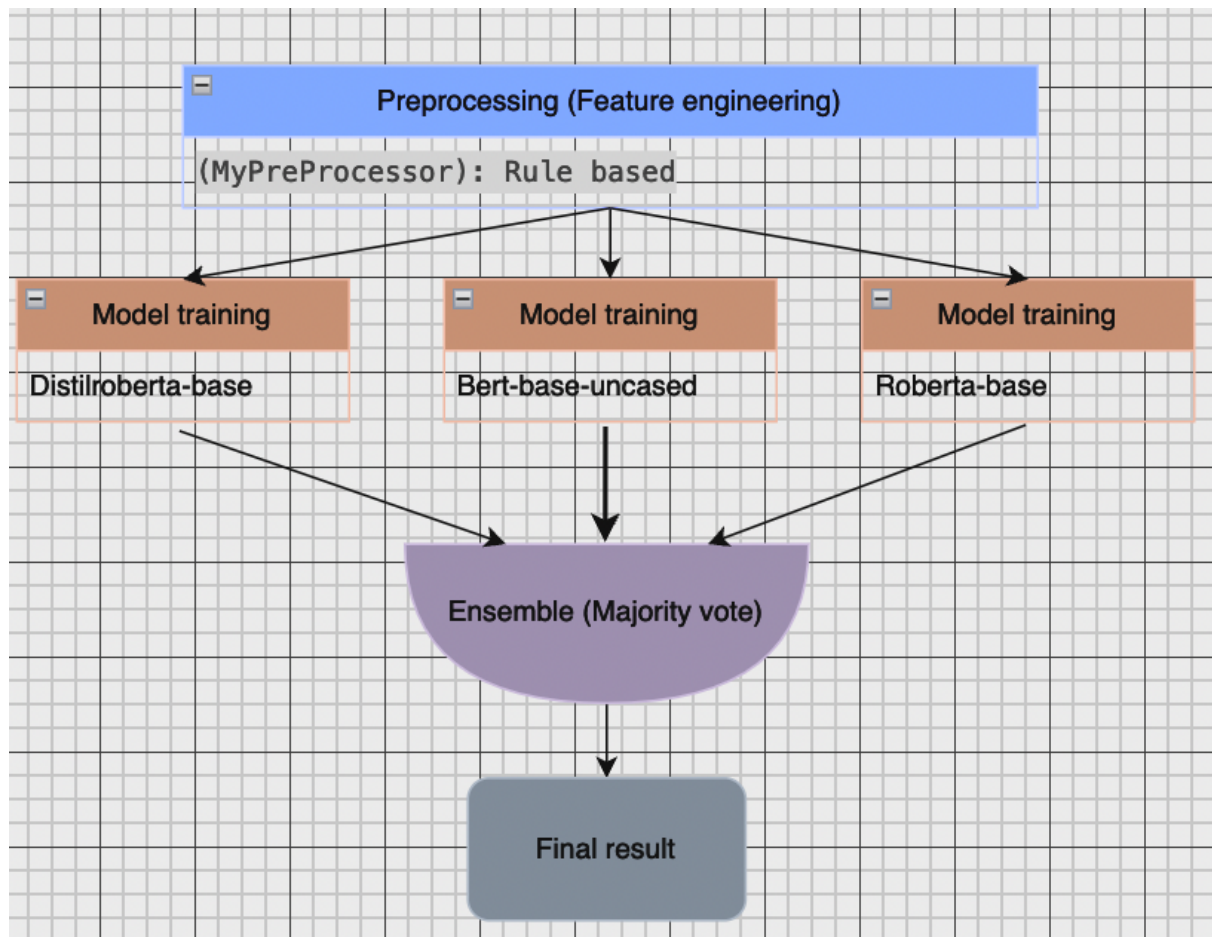 Preprocessing (Feature engineering)
(MyPreProcessor): Rule based
Model training
Model training
Model training
Distilroberta-base
Bert-base-uncased
Roberta-base
Ensemble (Majority vote)
Final result